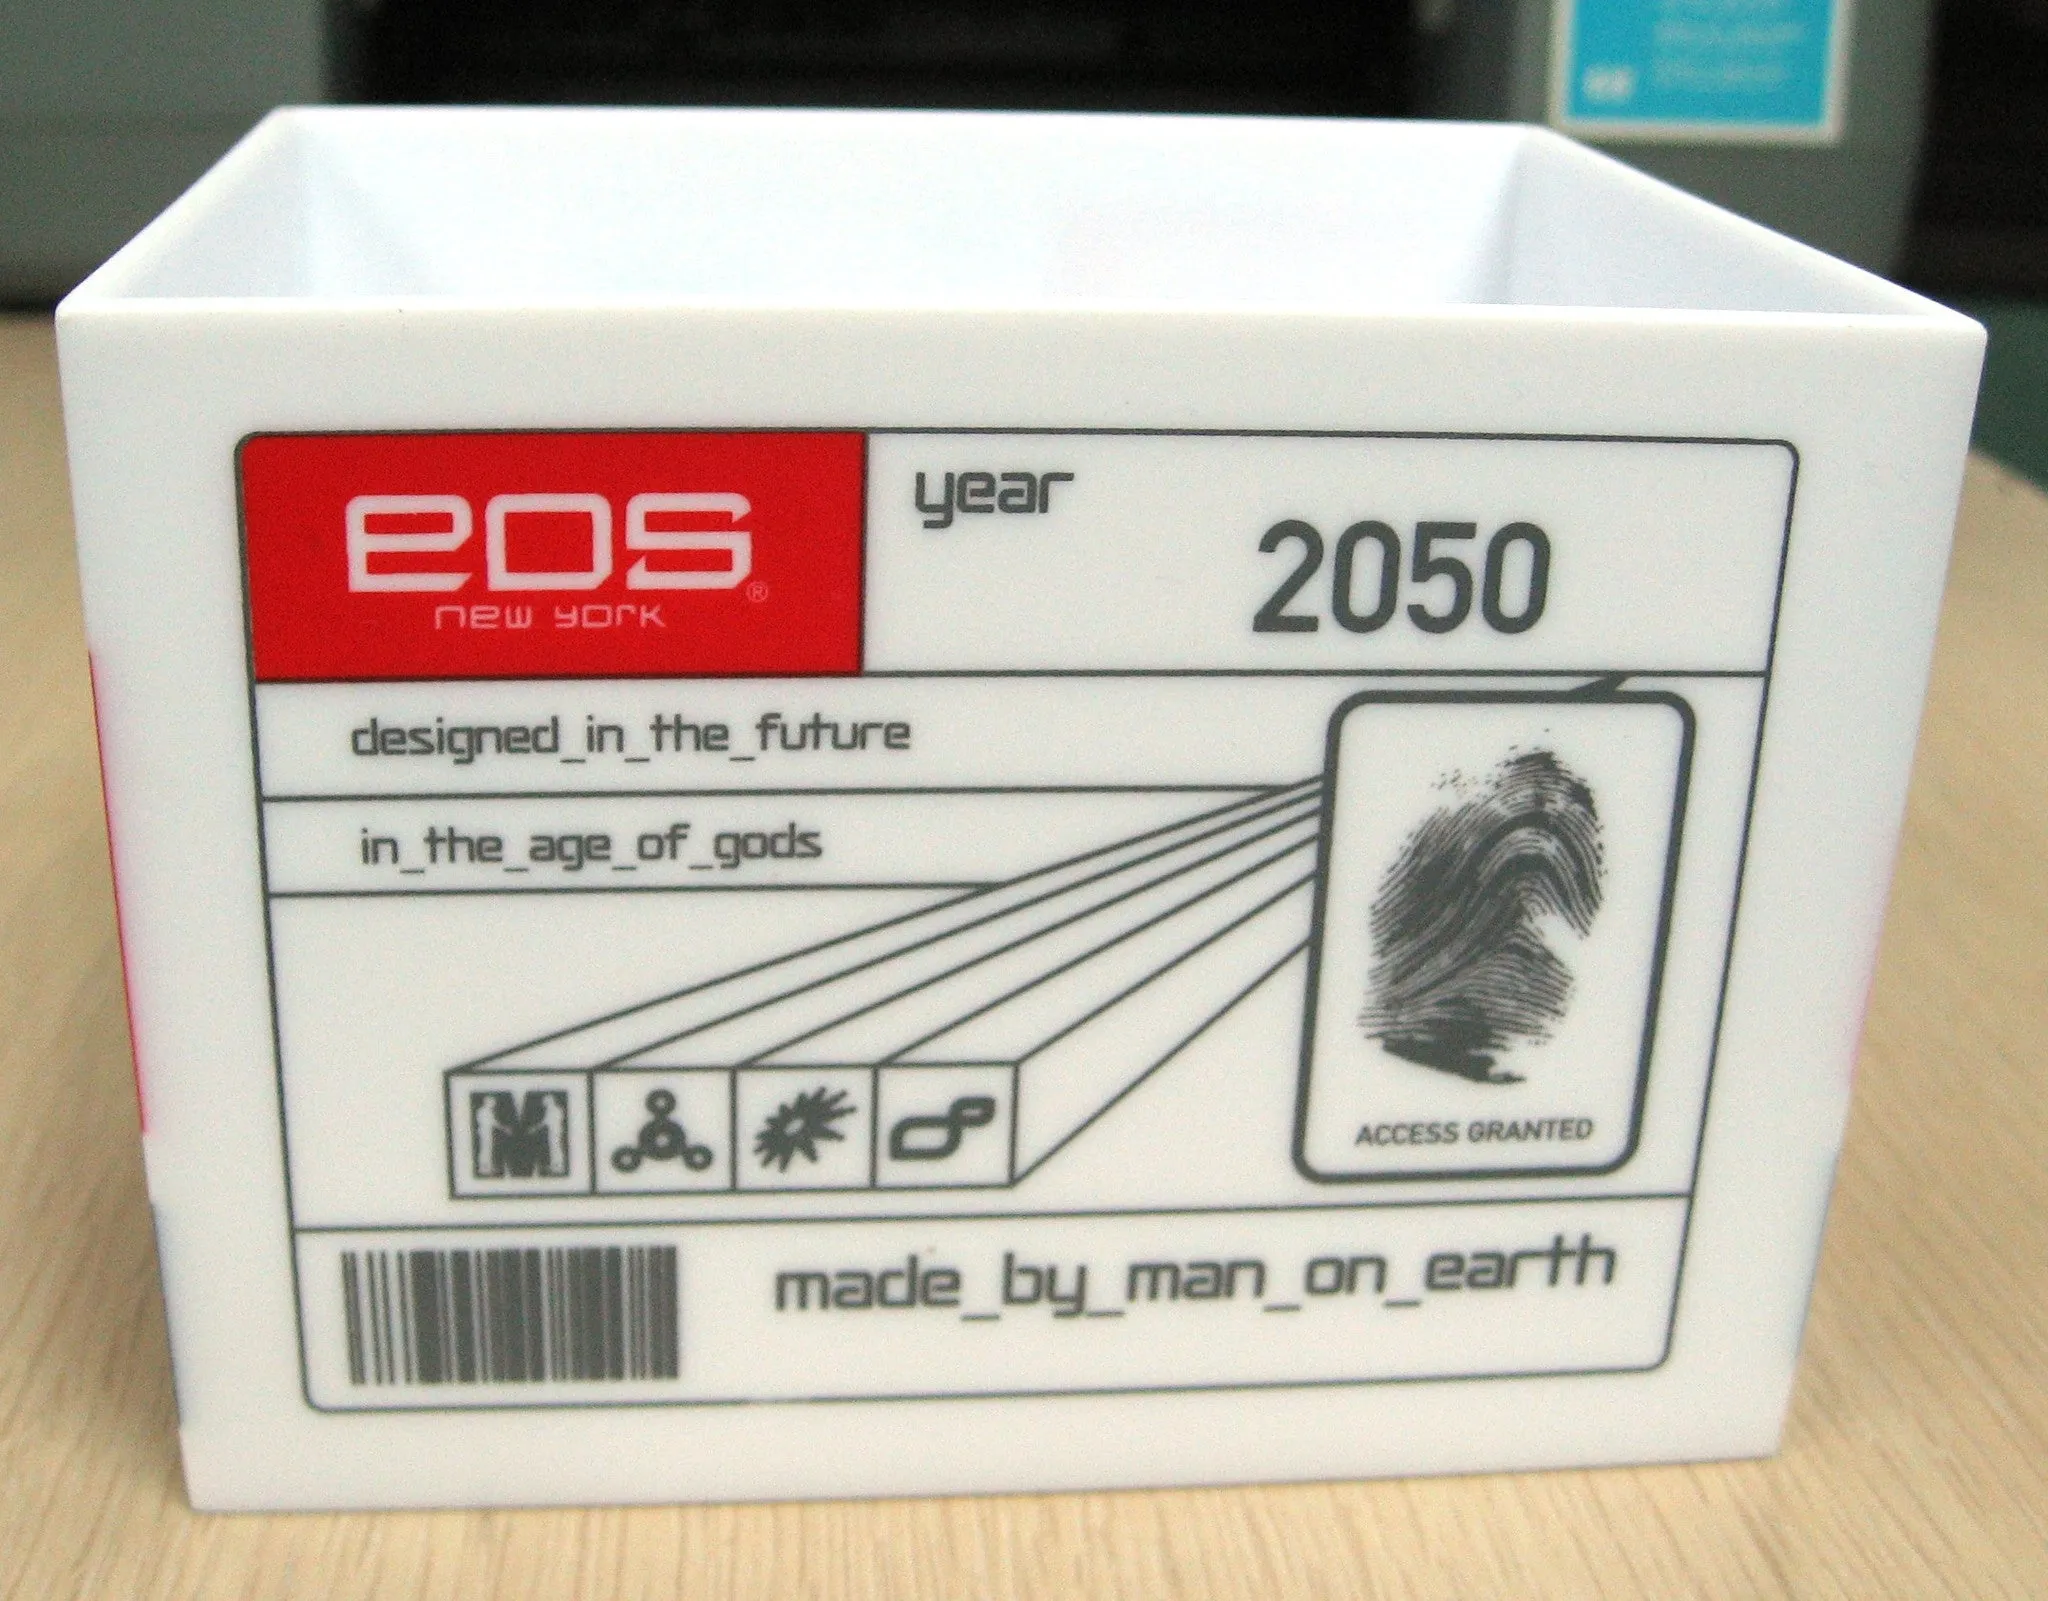 eos®
new york
year
2050
designed_in_the_future
in_the_age_of_gods
ACCESS GRANTED
made_by_man_on_earth